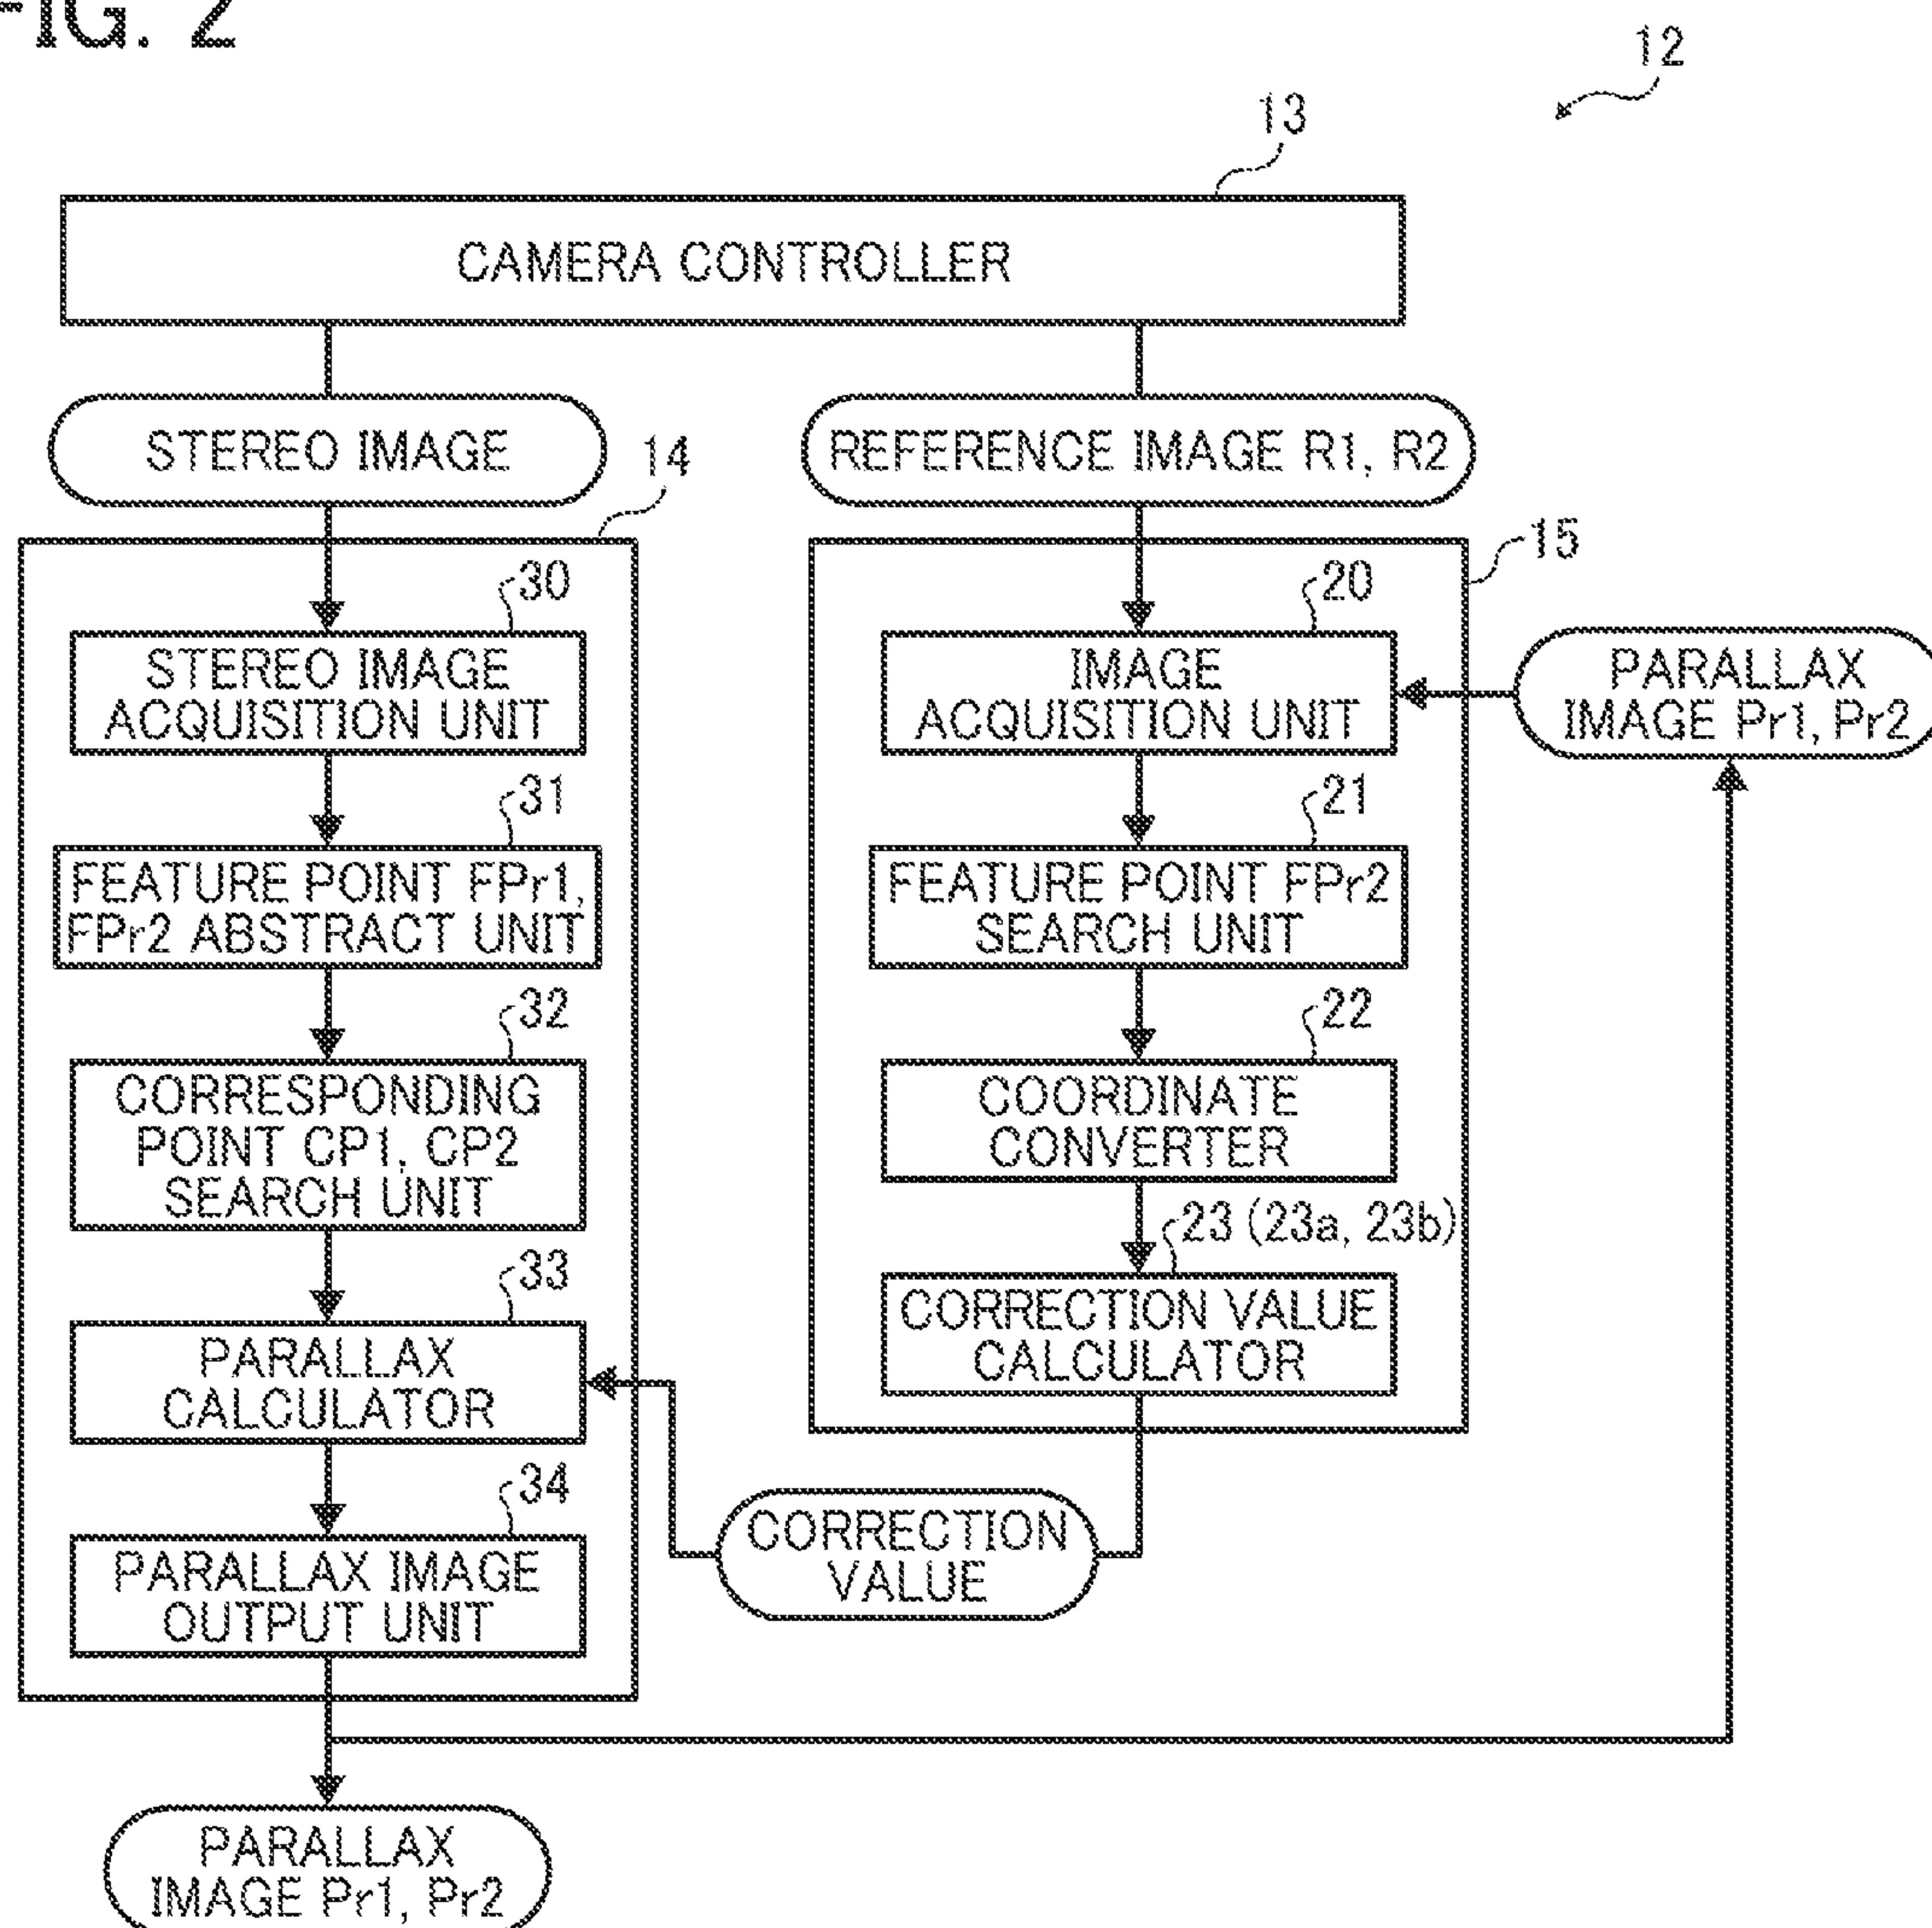 FIG. 2
12
13
CAMERA CONTROLLER
STEREO IMAGE
14
REFERENCE IMAGE R1, R2
15
30
STEREO IMAGE
ACQUISITION UNIT
31
FEATURE POINT FPr1,
FPr2 ABSTRACT UNIT
32
CORRESPONDING
POINT CP1, CP2
SEARCH UNIT
33
PARALLAX
CALCULATOR
34
PARALLAX IMAGE
OUTPUT UNIT
20
IMAGE
ACQUISITION UNIT
21
FEATURE POINT FPr2
SEARCH UNIT
22
COORDINATE
CONVERTER
23 (23a, 23b)
CORRECTION VALUE
CALCULATOR
PARALLAX
IMAGE Pr1, Pr2
CORRECTION
VALUE
PARALLAX
IMAGE Pr1, Pr2